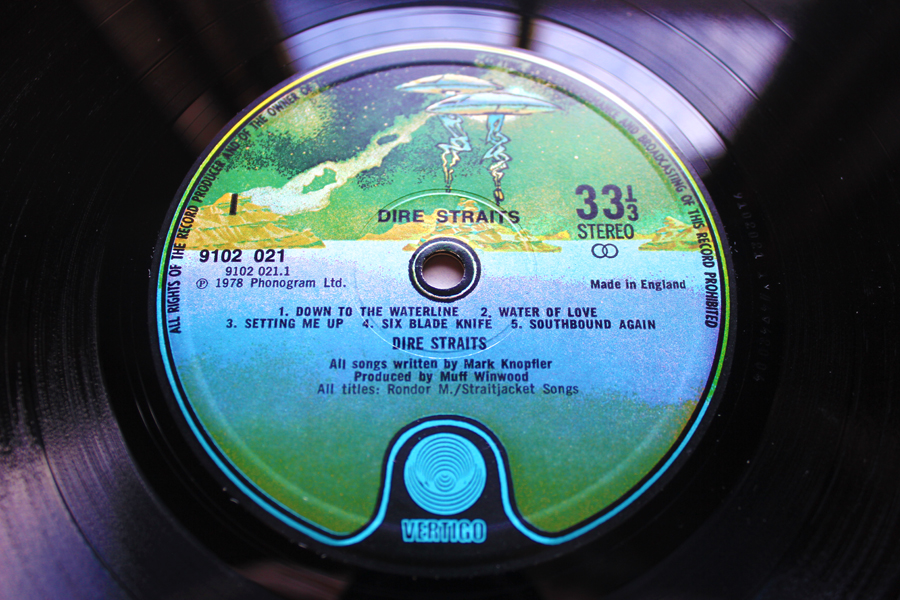 ALL RIGHTS OF THE RECORD PRODUCER AND OF THE OWNER OF
AND BROADCASTING OF THIS RECORD PROHIBITED
DIRE STRAITS
I
33 1/3
STEREO
9102 021
9102 021.1
℗ 1978 Phonogram Ltd.
Made in England
1. DOWN TO THE WATERLINE 2. WATER OF LOVE
3. SETTING ME UP 4. SIX BLADE KNIFE 5. SOUTHBOUND AGAIN
DIRE STRAITS
All songs written by Mark Knopfler
Produced by Muff Winwood
All titles: Rondor M./Straitjacket Songs
VERTIGO